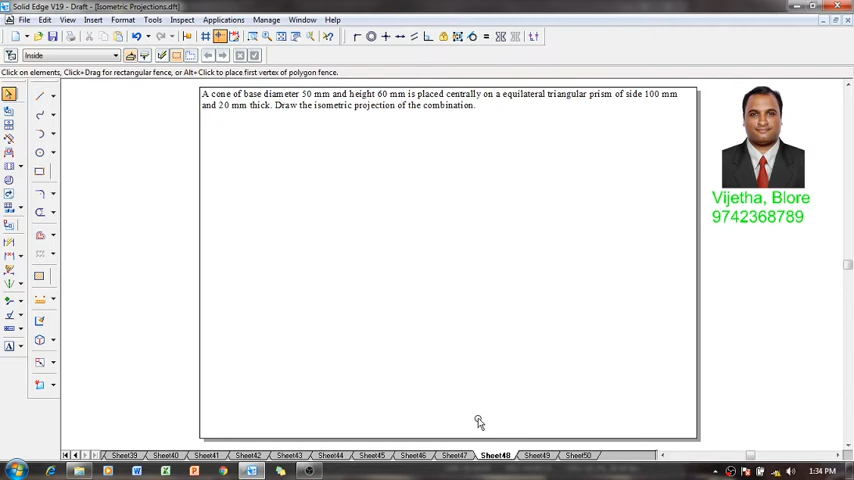 Solid Edge V19 - Draft - [Isometric Projections.dft]
File Edit View Insert Format Tools Inspect Applications Manage Window Help
Inside
Click on elements, Click+Drag for rectangular fence, or Alt+Click to place first vertex of polygon fence.
A cone of base diameter 50 mm and height 60 mm is placed centrally on a equilateral triangular prism of side 100 mm
and 20 mm thick. Draw the isometric projection of the combination.
Vijetha, Blore
9742368789
Sheet39 Sheet40 Sheet41 Sheet42 Sheet43 Sheet44 Sheet45 Sheet46 Sheet47 Sheet48 Sheet49 Sheet50
1:34 PM